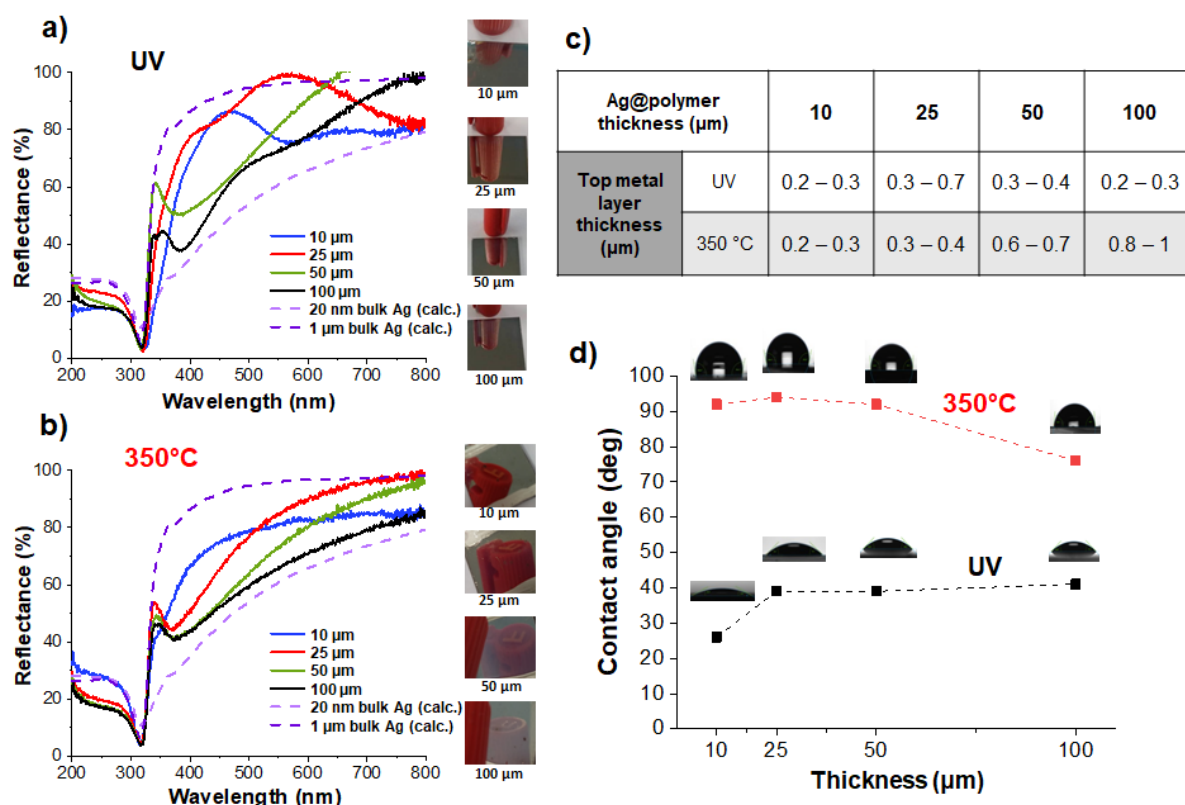 a)
UV
Reflectance (%)
100
80
60
40
20
0
10 µm
25 µm
50 µm
100 µm
20 nm bulk Ag (calc.)
1 µm bulk Ag (calc.)
200 300 400 500 600 700 800
Wavelength (nm)
10 µm
25 µm
50 µm
100 µm
b)
350°C
Reflectance (%)
100
80
60
40
20
0
10 µm
25 µm
50 µm
100 µm
20 nm bulk Ag (calc.)
1 µm bulk Ag (calc.)
200 300 400 500 600 700 800
Wavelength (nm)
10 µm
25 µm
50 µm
100 µm
c)
Ag@polymer
thickness (µm)
10 25 50 100
Top metal
layer
thickness
(µm)
UV 0.2 – 0.3 0.3 – 0.7 0.3 – 0.4 0.2 – 0.3
350 °C 0.2 – 0.3 0.3 – 0.4 0.6 – 0.7 0.8 – 1
d)
Contact angle (deg)
100
90
80
70
60
50
40
30
20
10
0
350°C
UV
10 25 50 100
Thickness (µm)